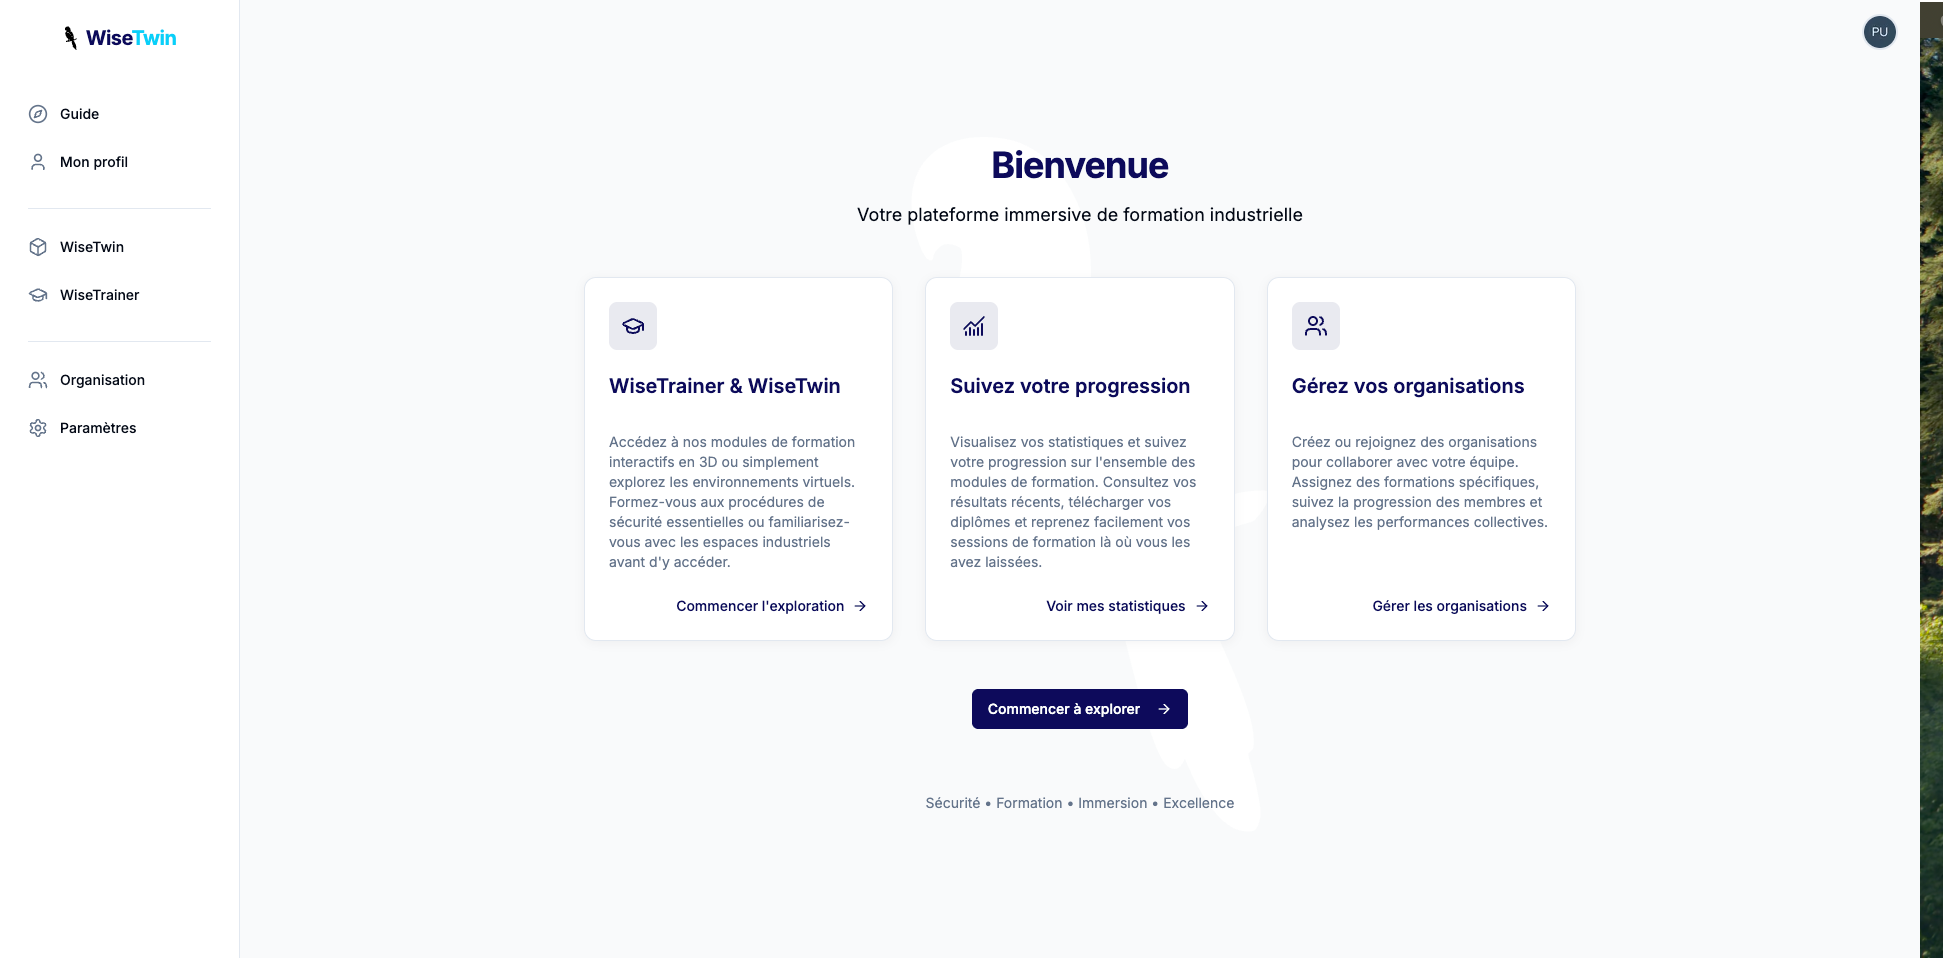 WiseTwin
PU
Guide
Mon profil
WiseTwin
WiseTrainer
Organisation
Paramètres
Bienvenue
Votre plateforme immersive de formation industrielle
WiseTrainer & WiseTwin
Accédez à nos modules de formation
interactifs en 3D ou simplement
explorez les environnements virtuels.
Formez-vous aux procédures de
sécurité essentielles ou familiarisez-
vous avec les espaces industriels
avant d'y accéder.
Commencer l'exploration
Suivez votre progression
Visualisez vos statistiques et suivez
votre progression sur l'ensemble des
modules de formation. Consultez vos
résultats récents, télécharger vos
diplômes et reprenez facilement vos
sessions de formation là où vous les
avez laissées.
Voir mes statistiques
Gérez vos organisations
Créez ou rejoignez des organisations
pour collaborer avec votre équipe.
Assignez des formations spécifiques,
suivez la progression des membres et
analysez les performances collectives.
Gérer les organisations
Commencer à explorer
Sécurité • Formation • Immersion • Excellence